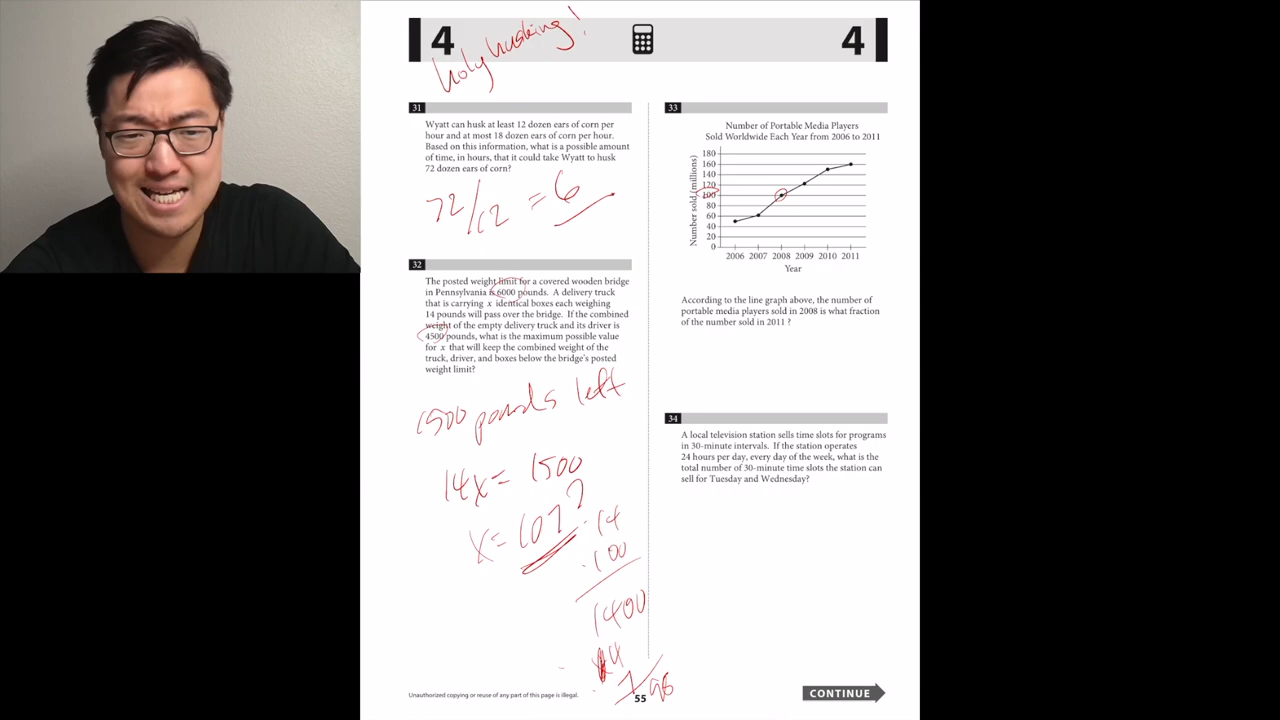 4
holy husking!
4
31
Wyatt can husk at least 12 dozen ears of corn per
hour and at most 18 dozen ears of corn per hour.
Based on this information, what is a possible amount
of time, in hours, that it could take Wyatt to husk
72 dozen ears of corn?
72/12 = 6
32
The posted weight limit for a covered wooden bridge
in Pennsylvania is 6000 pounds. A delivery truck
that is carrying x identical boxes each weighing
14 pounds will pass over the bridge. If the combined
weight of the empty delivery truck and its driver is
4500 pounds, what is the maximum possible value
for x that will keep the combined weight of the
truck, driver, and boxes below the bridge's posted
weight limit?
1500 pounds left
14x = 1500
x = 107?
14
100
1400
14
7
98
Unauthorized copying or reuse of any part of this page is illegal.
55
33
Number of Portable Media Players
Sold Worldwide Each Year from 2006 to 2011
Number sold (millions)
180
160
140
120
100
80
60
40
20
0
2006 2007 2008 2009 2010 2011
Year
According to the line graph above, the number of
portable media players sold in 2008 is what fraction
of the number sold in 2011 ?
34
A local television station sells time slots for programs
in 30-minute intervals. If the station operates
24 hours per day, every day of the week, what is the
total number of 30-minute time slots the station can
sell for Tuesday and Wednesday?
CONTINUE